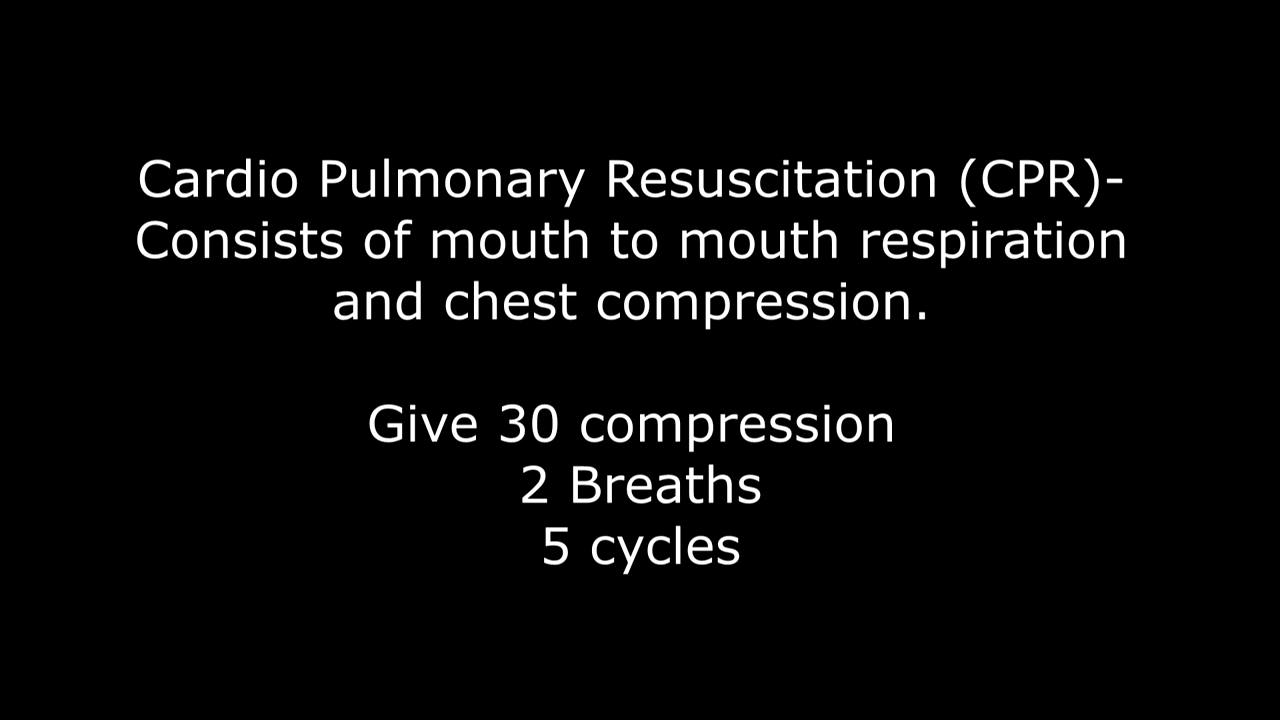 Cardio Pulmonary Resuscitation (CPR)-
Consists of mouth to mouth respiration
and chest compression.
Give 30 compression
2 Breaths
5 cycles